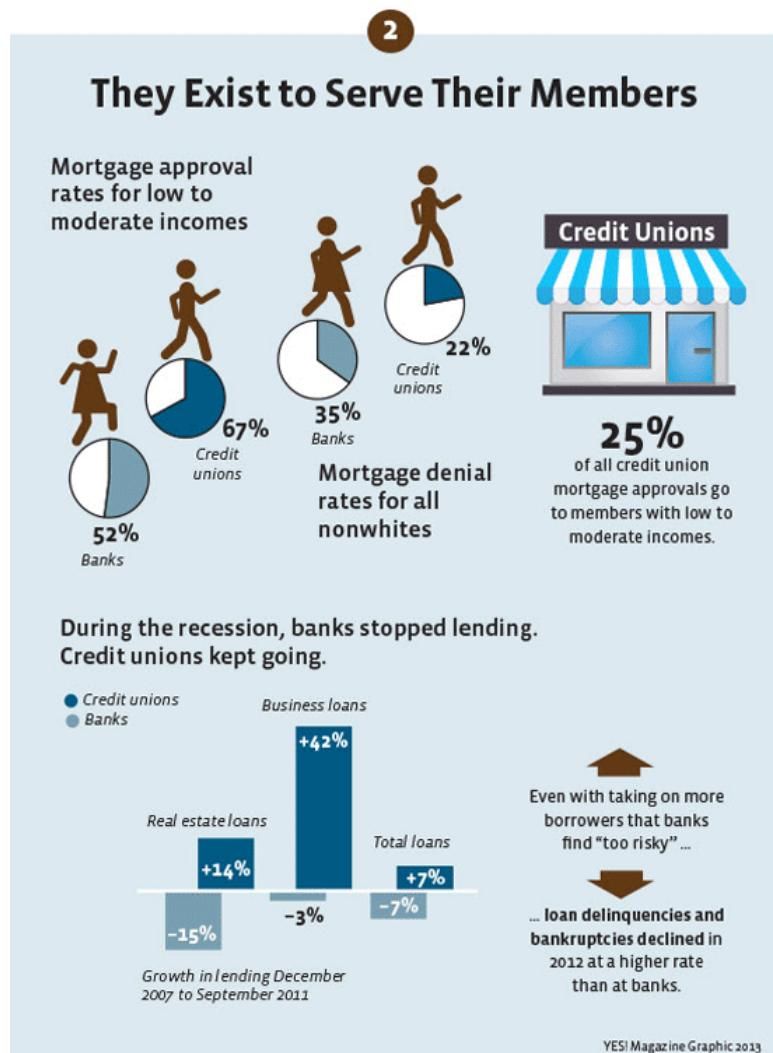 2
They Exist to Serve Their Members
Mortgage approval
rates for low to
moderate incomes
52%
Banks
67%
Credit
unions
35%
Banks
22%
Credit
unions
Mortgage denial
rates for all
nonwhites
Credit Unions
25%
of all credit union
mortgage approvals go
to members with low to
moderate incomes.
During the recession, banks stopped lending.
Credit unions kept going.
Credit unions
Banks
Real estate loans
+14%
−15%
Business loans
+42%
−3%
Total loans
+7%
−7%
Growth in lending December
2007 to September 2011
Even with taking on more
borrowers that banks
find “too risky” ...
... loan delinquencies and
bankruptcies declined in
2012 at a higher rate
than at banks.
YES! Magazine Graphic 2013